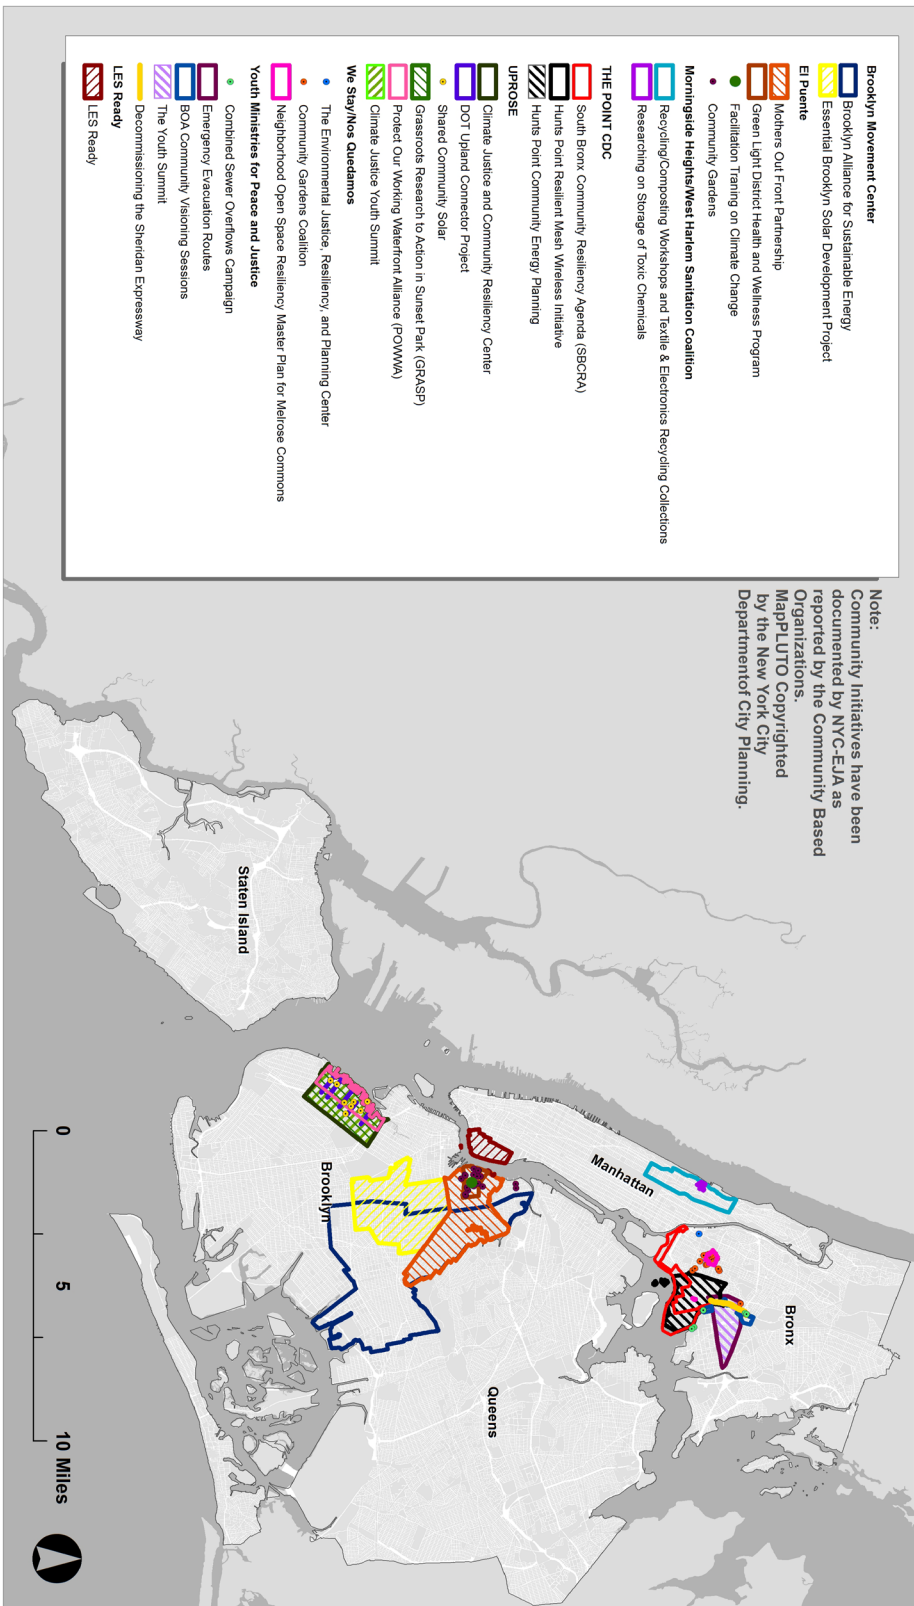 Brooklyn Movement Center
Brooklyn Alliance for Sustainable Energy
Essential Brooklyn Solar Development Project
El Puente
Mothers Out Front Partnership
Green Light District Health and Wellness Program
Facilitation Traning on Climate Change
Community Gardens
Morningside Heights/West Harlem Sanitation Coalition
Recycling/Composting Workshops and Textile & Electronics Recycling Collections
Researching on Storage of Toxic Chemicals
THE POINT CDC
South Bronx Community Resiliency Agenda (SBCRA)
Hunts Point Resilient Mesh Wireless Initiative
Hunts Point Community Energy Planning
UPROSE
Climate Justice and Community Resiliency Center
DOT Upland Connector Project
Shared Community Solar
Grassroots Research to Action in Sunset Park (GRASP)
Protect Our Working Waterfront Alliance (POWWA)
Climate Justice Youth Summit
We Stay/Nos Quedamos
The Environmental Justice, Resiliency, and Planning Center
Community Gardens Coalition
Neighborhood Open Space Resiliency Master Plan for Melrose Commons
Youth Ministries for Peace and Justice
Combined Sewer Overflows Campaign
Emergency Evacuation Routes
BOA Community Visioning Sessions
The Youth Summit
Decommissioning the Sheridan Expressway
LES Ready
LES Ready
Note:
Community Initiatives have been
documented by NYC-EJA as
reported by the Community Based
Organizations.
MapPLUTO Copyrighted
by the New York City
Departmentof City Planning.
Bronx
Manhattan
Queens
Brooklyn
Staten Island
0 5 10 Miles